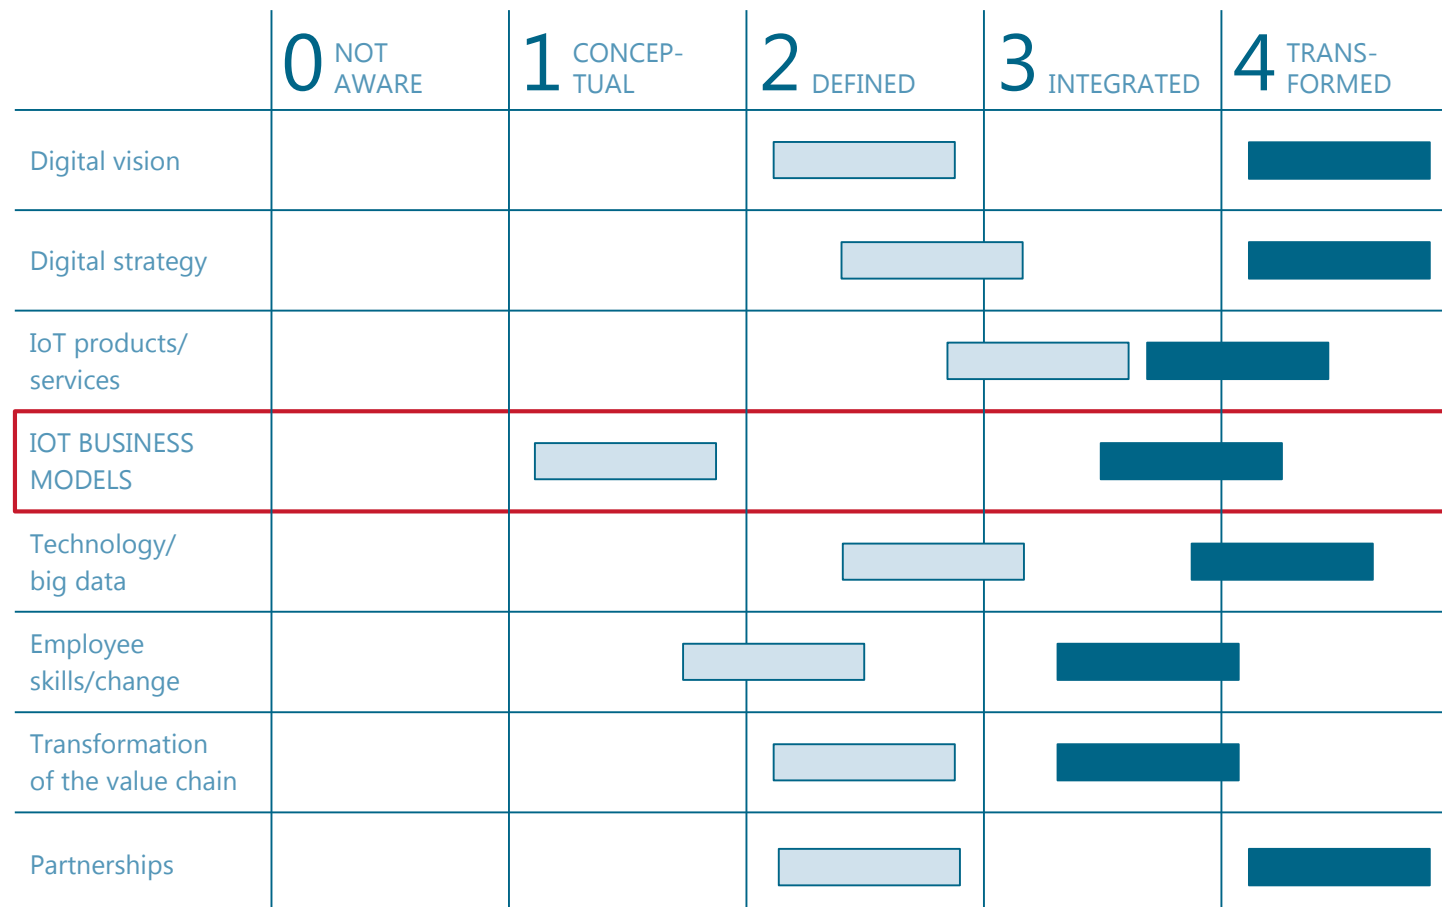 0 NOT
AWARE
1 CONCEP-
TUAL
2 DEFINED
3 INTEGRATED
4 TRANS-
FORMED
Digital vision
Digital strategy
IoT products/
services
IOT BUSINESS
MODELS
Technology/
big data
Employee
skills/change
Transformation
of the value chain
Partnerships